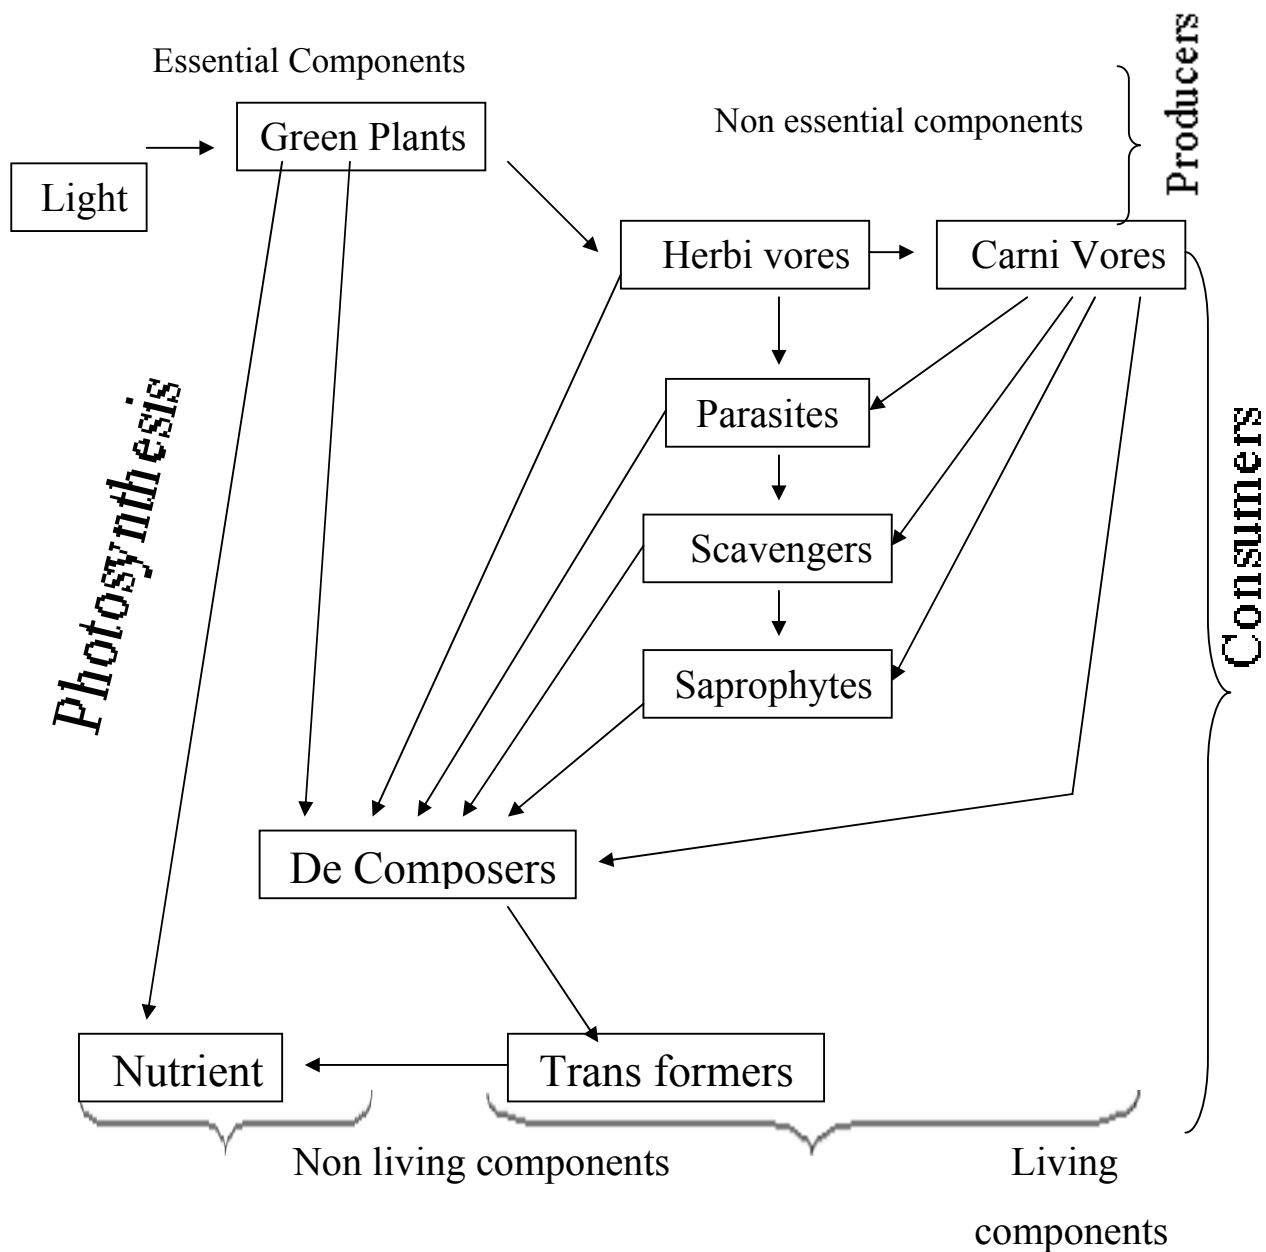 Essential Components
Producers
Non essential components
Green Plants
Light
Herbi vores
Carni Vores
Photosynthesis
Parasites
Consumers
Scavengers
Saprophytes
De Composers
Nutrient
Trans formers
Non living components
Living
components